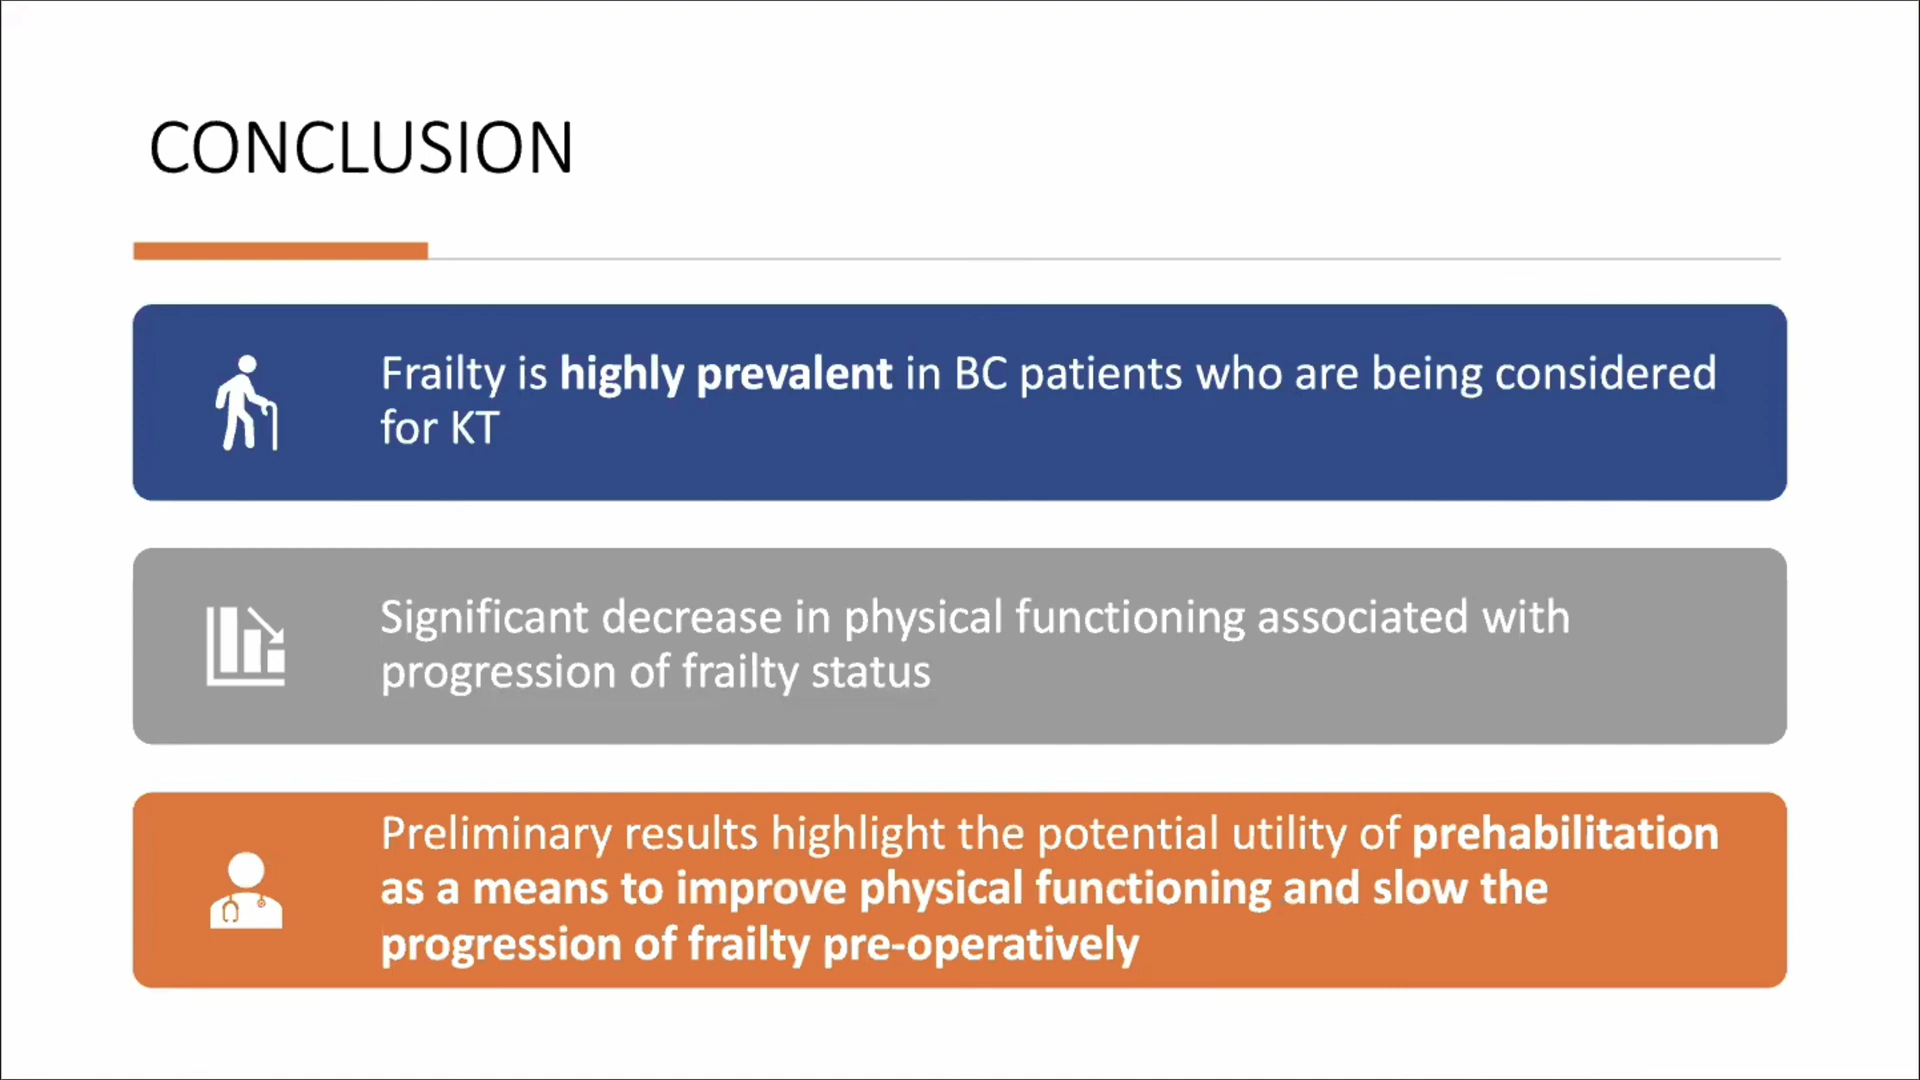 CONCLUSION
Frailty is highly prevalent in BC patients who are being considered
for KT
Significant decrease in physical functioning associated with
progression of frailty status
Preliminary results highlight the potential utility of prehabilitation
as a means to improve physical functioning and slow the
progression of frailty pre-operatively